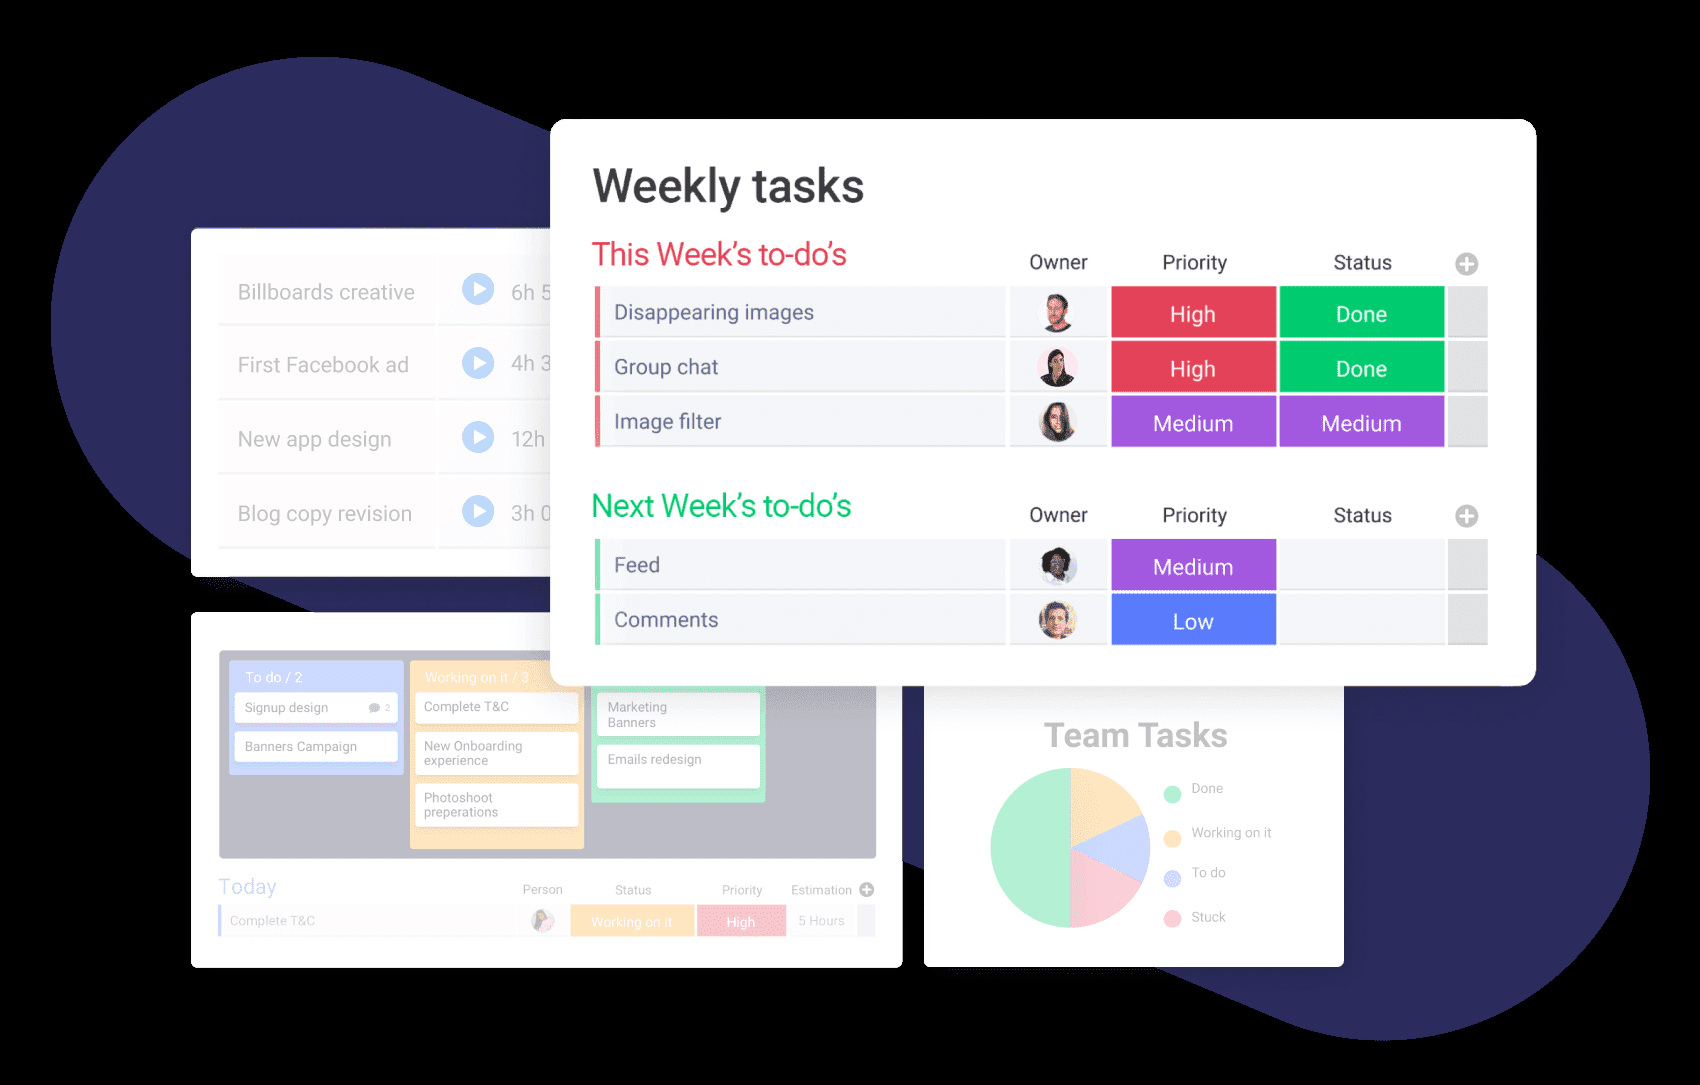 Weekly tasks
This Week's to-do's Owner Priority Status
Disappearing images High Done
Group chat High Done
Image filter Medium Medium
Next Week's to-do's Owner Priority Status
Feed Medium
Comments Low
Billboards creative 6h 5
First Facebook ad 4h 3
New app design 12h
Blog copy revision 3h 0
To do / 2
Signup design 2
Banners Campaign
Working on it / 3
Complete T&C
New Onboarding
experience
Photoshoot
preperations
Marketing
Banners
Emails redesign
Today Person Status Priority Estimation
Complete T&C Working on it High 5 Hours
Team Tasks
Done
Working on it
To do
Stuck